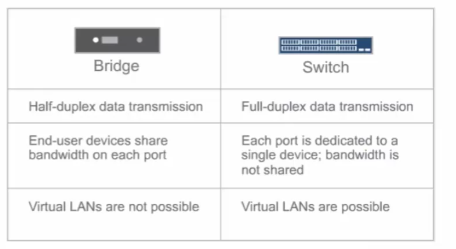 Bridge
Switch
Half-duplex data transmission
Full-duplex data transmission
End-user devices share
bandwidth on each port
Each port is dedicated to a
single device; bandwidth is
not shared
Virtual LANs are not possible
Virtual LANs are possible